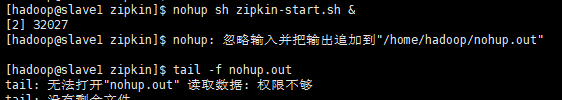 [hadoop@slave1 zipkin]$ nohup sh zipkin-start.sh &
[2] 32027
[hadoop@slave1 zipkin]$ nohup: 忽略输入并把输出追加到"/home/hadoop/nohup.out"
[hadoop@slave1 zipkin]$ tail -f nohup.out
tail: 无法打开"nohup.out" 读取数据: 权限不够
tail: 没有剩余文件